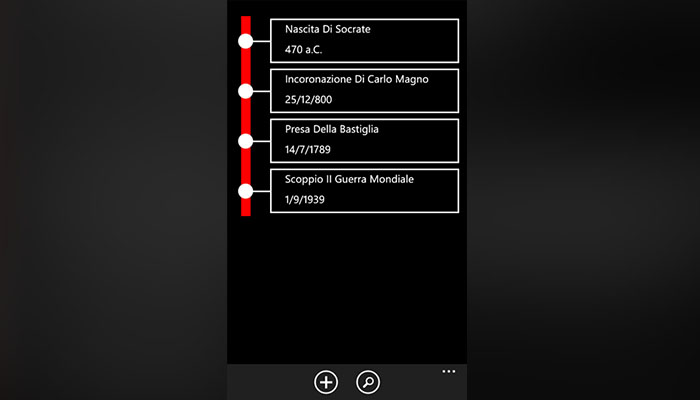 Nascita Di Socrate
470 a.C.
Incoronazione Di Carlo Magno
25/12/800
Presa Della Bastiglia
14/7/1789
Scoppio II Guerra Mondiale
1/9/1939